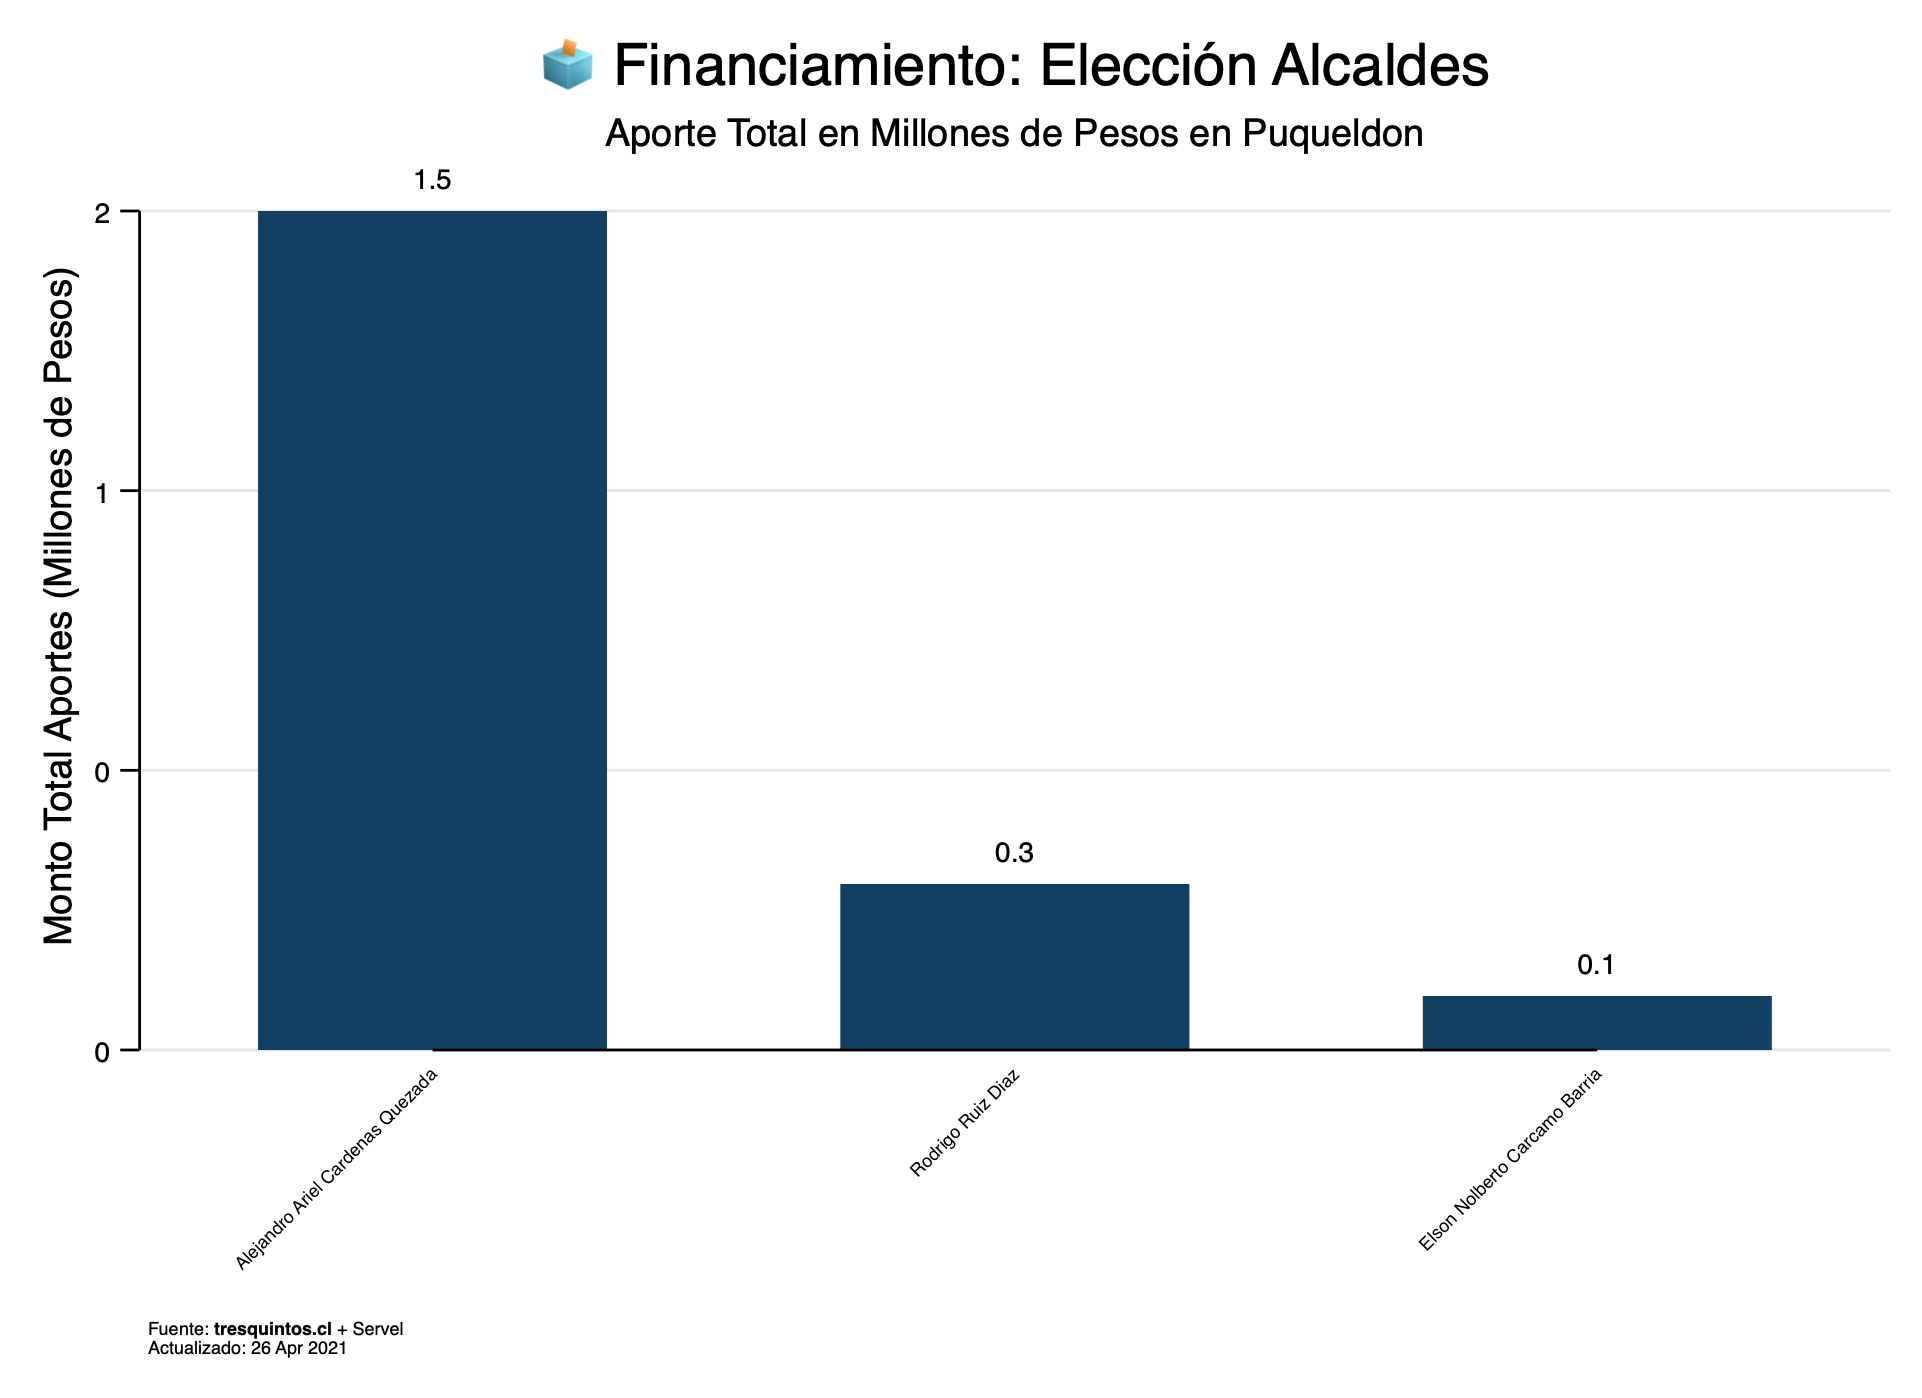 Financiamiento: Elección Alcaldes
Aporte Total en Millones de Pesos en Puqueldon
Monto Total Aportes (Millones de Pesos)
2
1
0
0
1.5
0.3
0.1
Alejandro Ariel Cardenas Quezada
Rodrigo Ruiz Diaz
Elson Nolberto Carcamo Barria
Fuente: tresquintos.cl + Servel
Actualizado: 26 Apr 2021